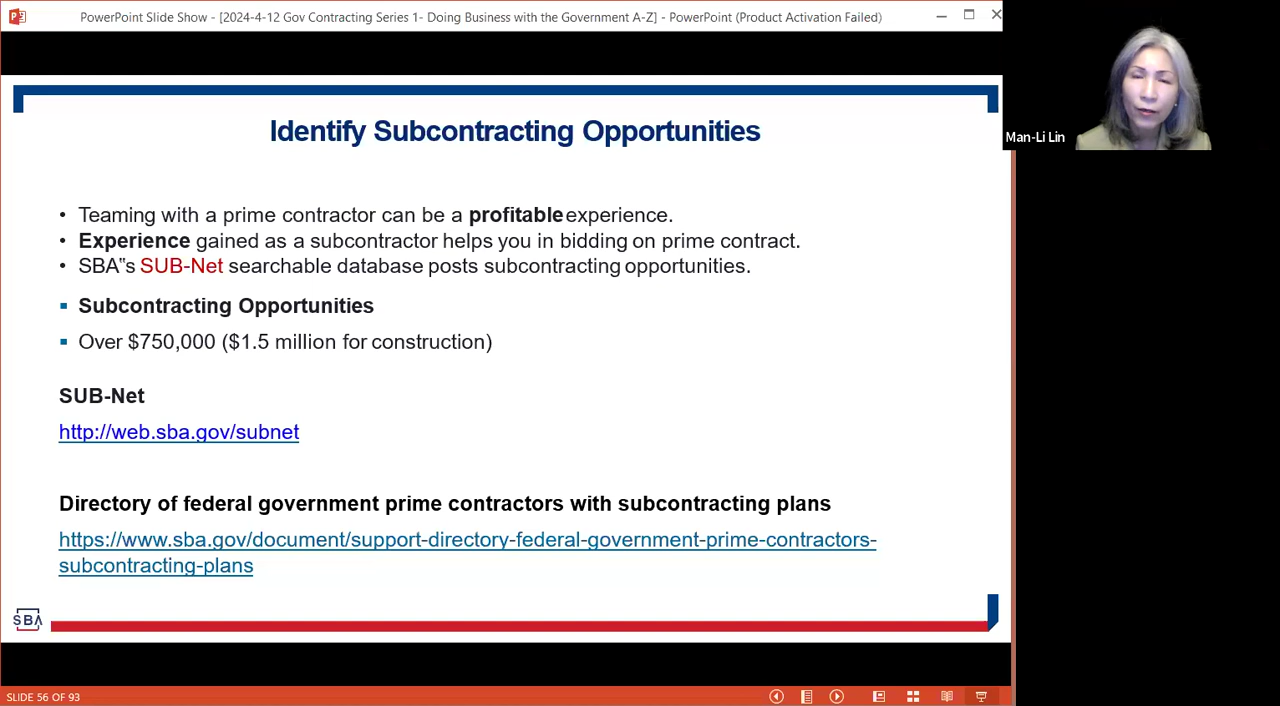 PowerPoint Slide Show - [2024-4-12 Gov Contracting Series 1- Doing Business with the Government A-Z] - PowerPoint (Product Activation Failed)
Man-Li Lin
Identify Subcontracting Opportunities
• Teaming with a prime contractor can be a profitable experience.
• Experience gained as a subcontractor helps you in bidding on prime contract.
• SBA‟s SUB-Net searchable database posts subcontracting opportunities.
▪ Subcontracting Opportunities
▪ Over $750,000 ($1.5 million for construction)
SUB-Net
http://web.sba.gov/subnet
Directory of federal government prime contractors with subcontracting plans
https://www.sba.gov/document/support-directory-federal-government-prime-contractors-
subcontracting-plans
SBA
SLIDE 56 OF 93